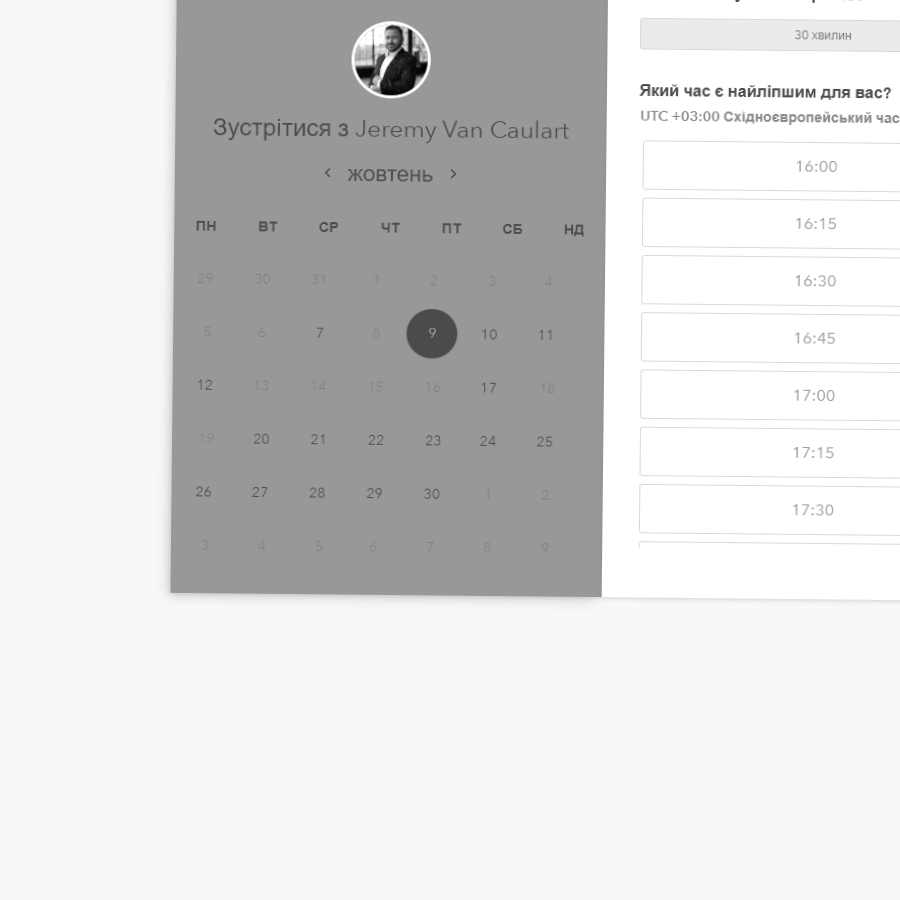 Зустрітися з Jeremy Van Caulart
‹ жовтень ›
ПН ВТ СР ЧТ ПТ СБ НД
29 30 31 1 2 3 4
5 6 7 8 9 10 11
12 13 14 15 16 17 18
19 20 21 22 23 24 25
26 27 28 29 30 1 2
3 4 5 6 7 8 9
30 хвилин
Який час є найліпшим для вас?
UTC +03:00 Східноєвропейський час
16:00
16:15
16:30
16:45
17:00
17:15
17:30